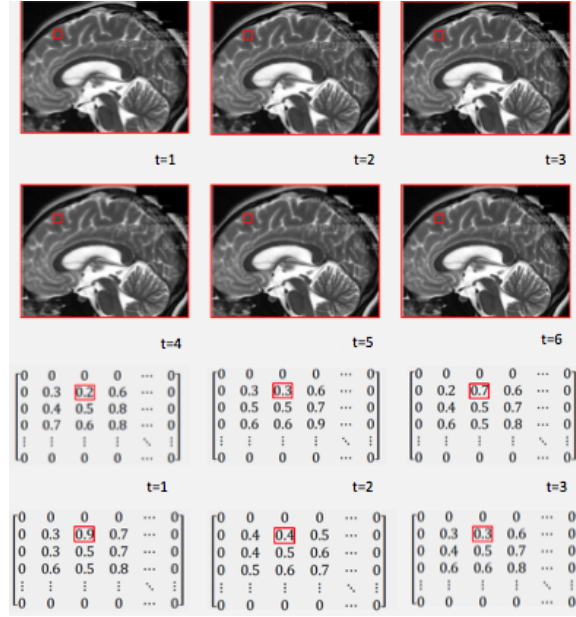 t=1 t=2 t=3
t=4 t=5 t=6
0 0 0 ⋯ 0 0 0 0 ⋯ 0 0 0 0 ⋯ 0
0 0.3 0.2 0.6 ⋯ 0 0 0.3 0.3 0.6 ⋯ 0 0 0.2 0.7 0.6 ⋯ 0
0 0.4 0.5 0.8 ⋯ 0 0 0.5 0.5 0.7 ⋯ 0 0 0.4 0.5 0.7 ⋯ 0
0 0.7 0.6 0.8 ⋯ 0 0 0.6 0.6 0.9 ⋯ 0 0 0.6 0.5 0.8 ⋯ 0
⋮ ⋮ ⋮ ⋮ ⋱ ⋮ ⋮ ⋮ ⋮ ⋮ ⋱ ⋮ ⋮ ⋮ ⋮ ⋮ ⋱ ⋮
0 0 0 0 ⋯ 0 0 0 0 0 ⋯ 0 0 0 0 0 ⋯ 0
t=1 t=2 t=3
0 0 0 ⋯ 0 0 0 0 ⋯ 0 0 0 0 ⋯ 0
0 0.3 0.9 0.7 ⋯ 0 0 0.4 0.4 0.5 ⋯ 0 0 0.3 0.3 0.6 ⋯ 0
0 0.3 0.5 0.7 ⋯ 0 0 0.4 0.5 0.6 ⋯ 0 0 0.4 0.5 0.7 ⋯ 0
0 0.6 0.5 0.8 ⋯ 0 0 0.5 0.6 0.7 ⋯ 0 0 0.6 0.6 0.8 ⋯ 0
⋮ ⋮ ⋮ ⋮ ⋱ ⋮ ⋮ ⋮ ⋮ ⋮ ⋱ ⋮ ⋮ ⋮ ⋮ ⋮ ⋱ ⋮
0 0 0 0 ⋯ 0 0 0 0 0 ⋯ 0 0 0 0 0 ⋯ 0